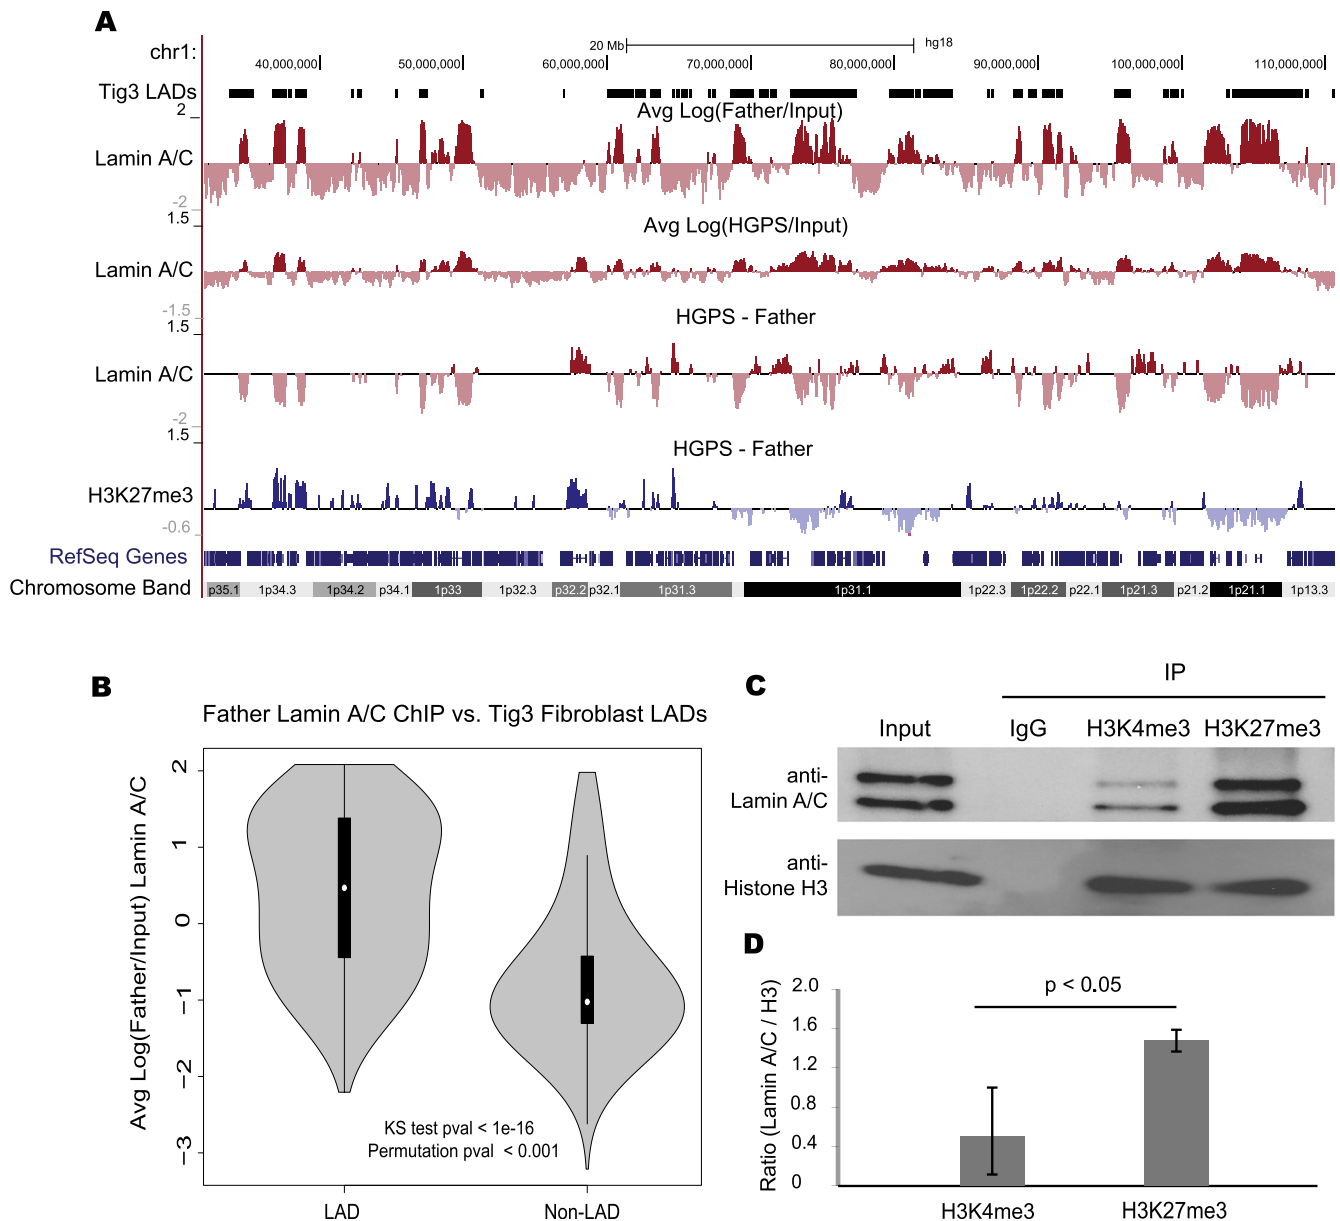 A
chr1:
20 Mb hg18
40,000,000 50,000,000 60,000,000 70,000,000 80,000,000 90,000,000 100,000,000 110,000,000
Tig3 LADs
Avg Log(Father/Input)
2
Lamin A/C
-2
1.5
Avg Log(HGPS/Input)
Lamin A/C
-1.5
HGPS - Father
1.5
Lamin A/C
-2
1.5
HGPS - Father
H3K27me3
-0.6
RefSeq Genes
Chromosome Band
p35.1 1p34.3 1p34.2 1p34.1 1p33 1p32.3 p32.2 p32.1 1p31.3 1p31.1 1p22.3 1p22.2 p22.1 1p21.3 p21.2 1p21.1 1p13.3
B
Father Lamin A/C ChIP vs. Tig3 Fibroblast LADs
Avg Log(Father/Input) Lamin A/C
2
1
0
−1
−2
−3
KS test pval < 1e-16
Permutation pval < 0.001
LAD Non-LAD
C
IP
Input IgG H3K4me3 H3K27me3
anti-
Lamin A/C
anti-
Histone H3
D
p < 0.05
Ratio (Lamin A/C / H3)
2.0
1.6
1.2
0.8
0.4
0
H3K4me3 H3K27me3